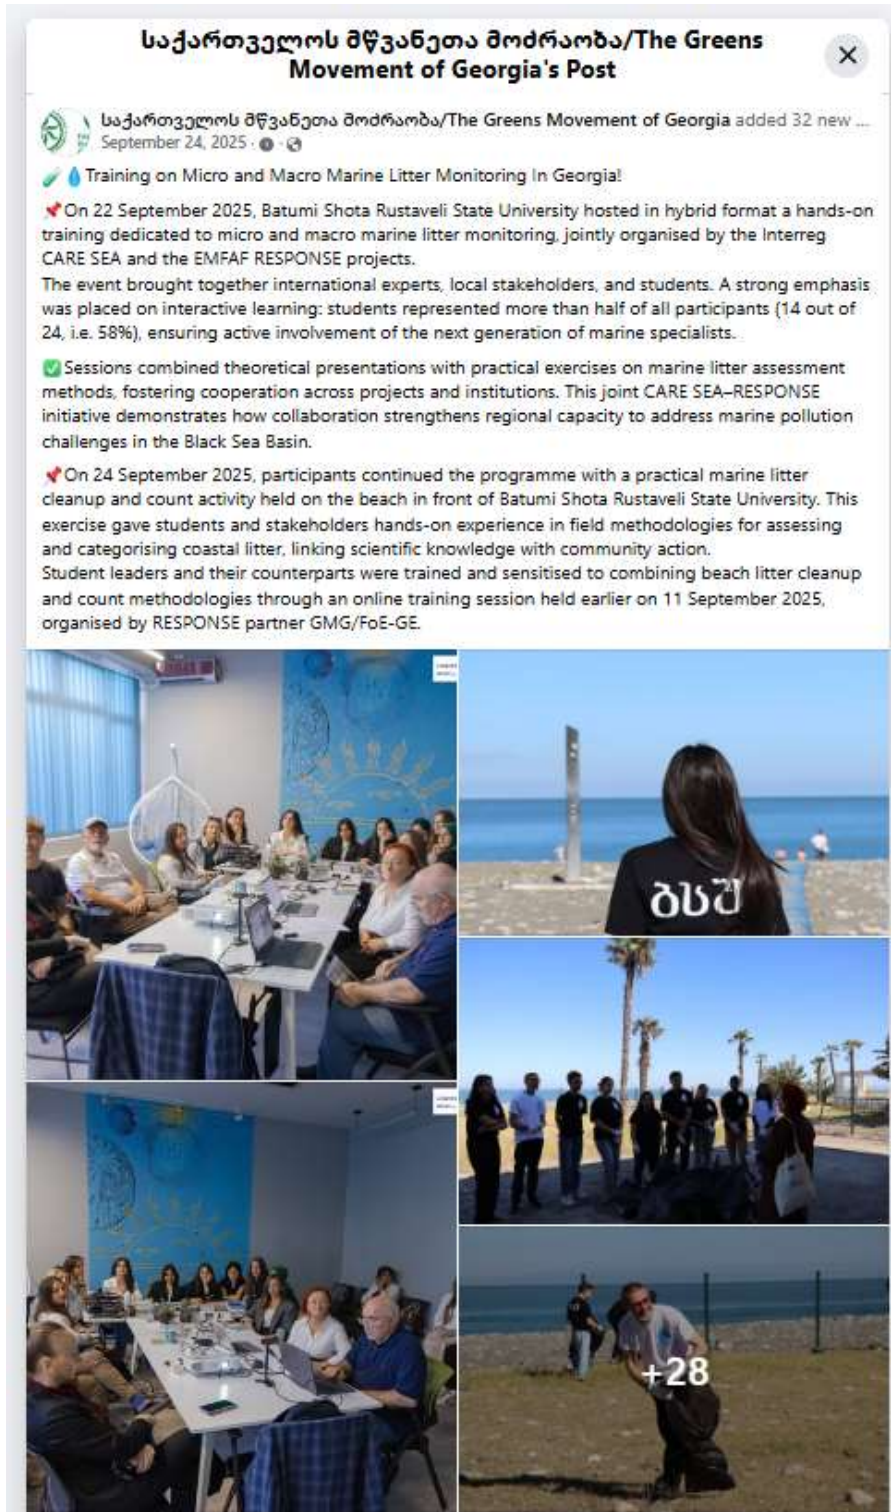 საქართველოს მწვანეთა მოძრაობა/The Greens
Movement of Georgia's Post
საქართველოს მწვანეთა მოძრაობა/The Greens Movement of Georgia added 32 new ...
September 24, 2025
Training on Micro and Macro Marine Litter Monitoring In Georgia!
On 22 September 2025, Batumi Shota Rustaveli State University hosted in hybrid format a hands-on
training dedicated to micro and macro marine litter monitoring, jointly organised by the Interreg
CARE SEA and the EMFAF RESPONSE projects.
The event brought together international experts, local stakeholders, and students. A strong emphasis
was placed on interactive learning: students represented more than half of all participants (14 out of
24, i.e. 58%), ensuring active involvement of the next generation of marine specialists.
Sessions combined theoretical presentations with practical exercises on marine litter assessment
methods, fostering cooperation across projects and institutions. This joint CARE SEA–RESPONSE
initiative demonstrates how collaboration strengthens regional capacity to address marine pollution
challenges in the Black Sea Basin.
On 24 September 2025, participants continued the programme with a practical marine litter
cleanup and count activity held on the beach in front of Batumi Shota Rustaveli State University. This
exercise gave students and stakeholders hands-on experience in field methodologies for assessing
and categorising coastal litter, linking scientific knowledge with community action.
Student leaders and their counterparts were trained and sensitised to combining beach litter cleanup
and count methodologies through an online training session held earlier on 11 September 2025,
organised by RESPONSE partner GMG/FoE-GE.
ბსუ
+28